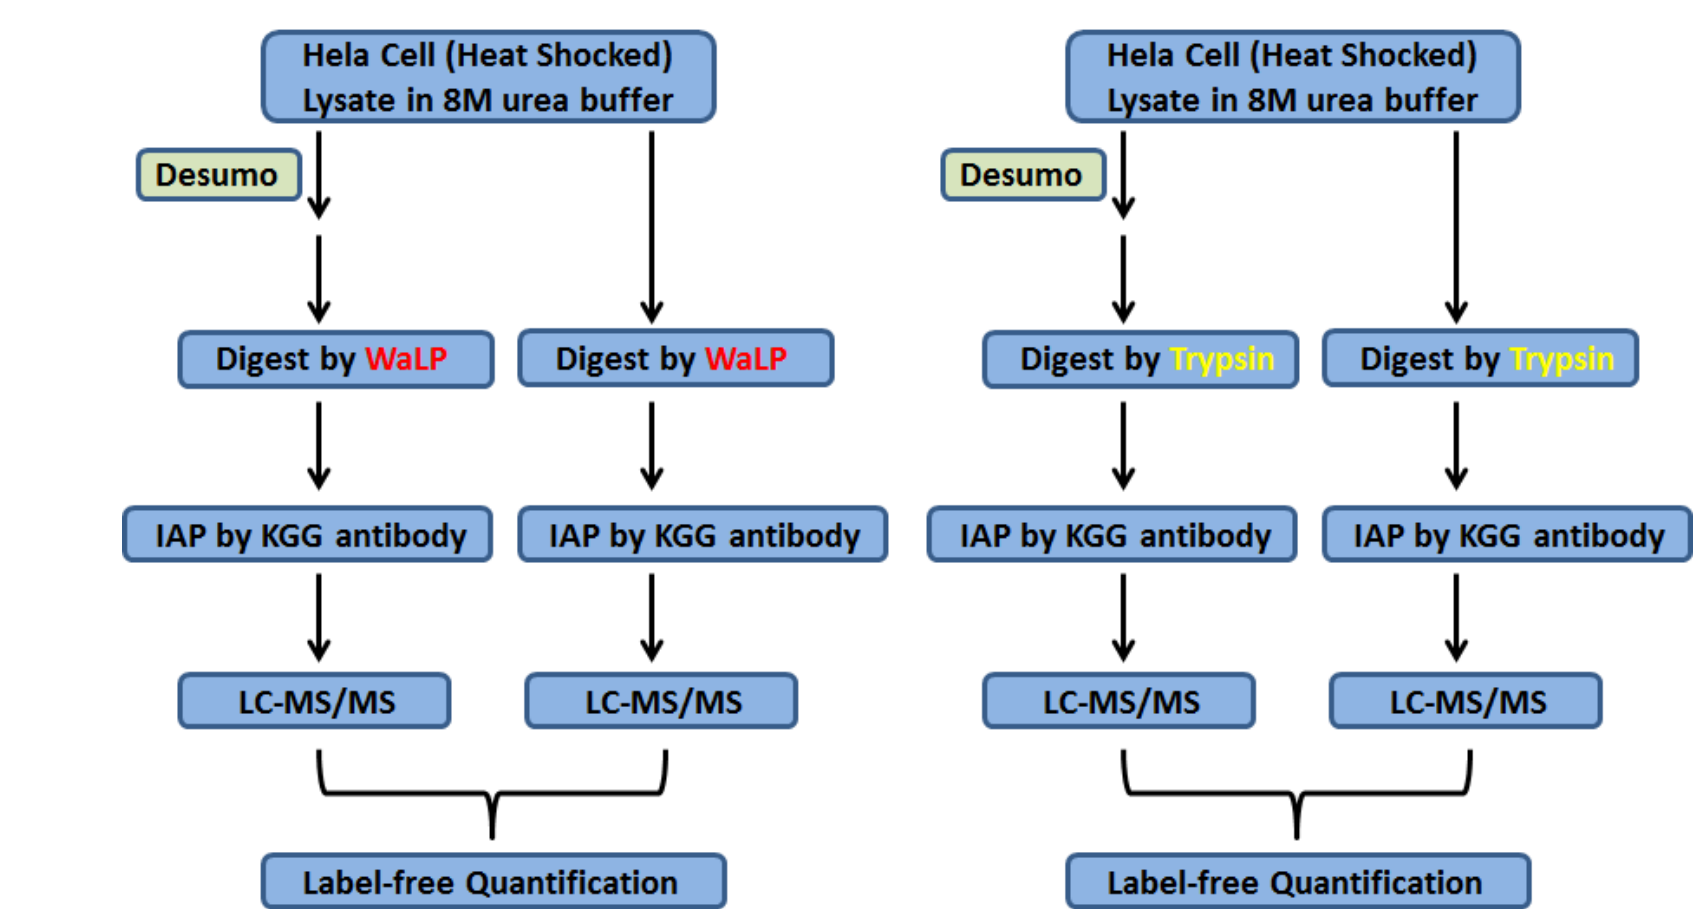 Hela Cell (Heat Shocked)
Lysate in 8M urea buffer
Desumo
Digest by WaLP
Digest by WaLP
IAP by KGG antibody
IAP by KGG antibody
LC-MS/MS
LC-MS/MS
Label-free Quantification
Hela Cell (Heat Shocked)
Lysate in 8M urea buffer
Desumo
Digest by Trypsin
Digest by Trypsin
IAP by KGG antibody
IAP by KGG antibody
LC-MS/MS
LC-MS/MS
Label-free Quantification